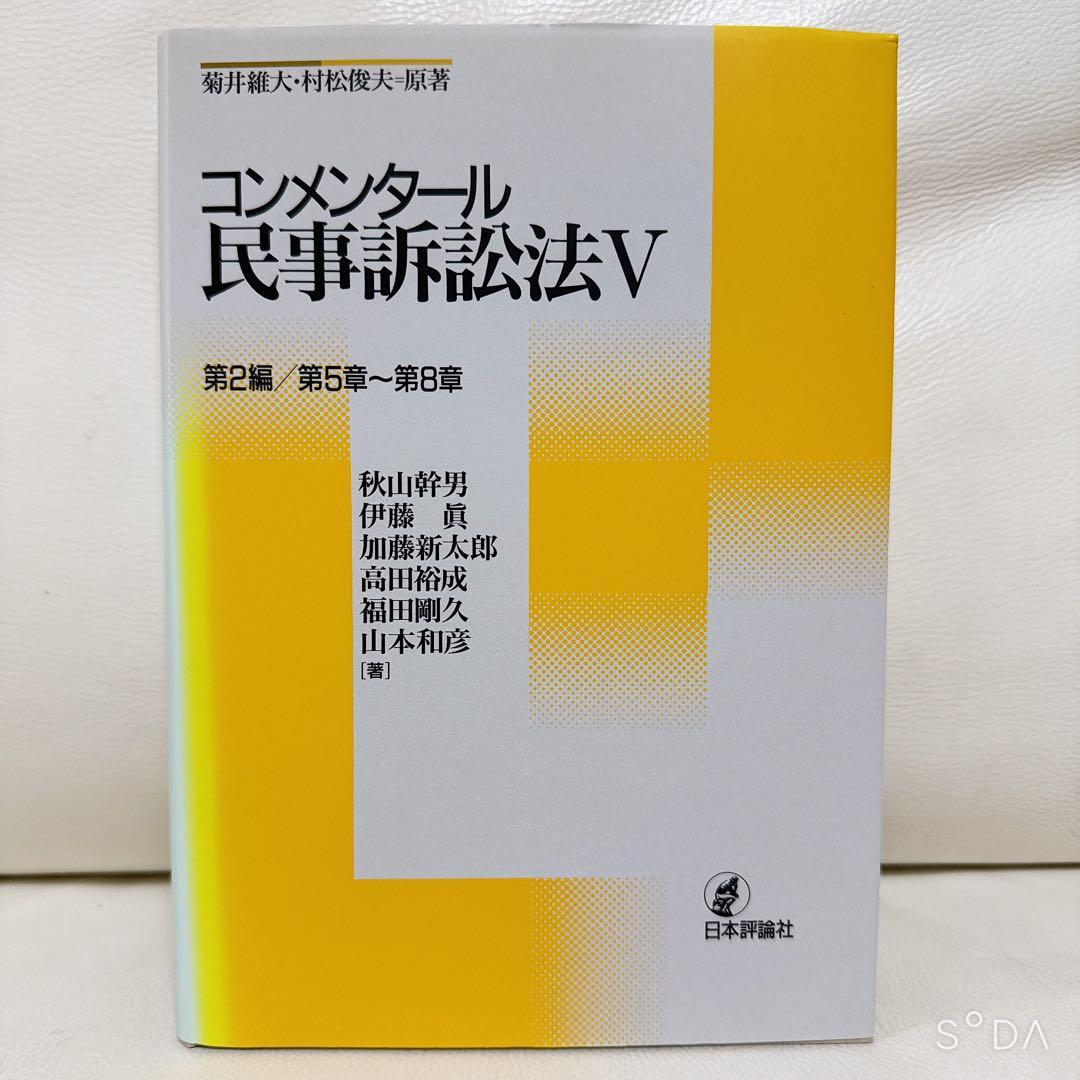 菊井維大・村松俊夫=原著
コンメンタール
民事訴訟法Ⅴ
第2編／第5章〜第8章
秋山幹男
伊藤　眞
加藤新太郎
高田裕成
福田剛久
山本和彦
[著]
日本評論社
S°DA